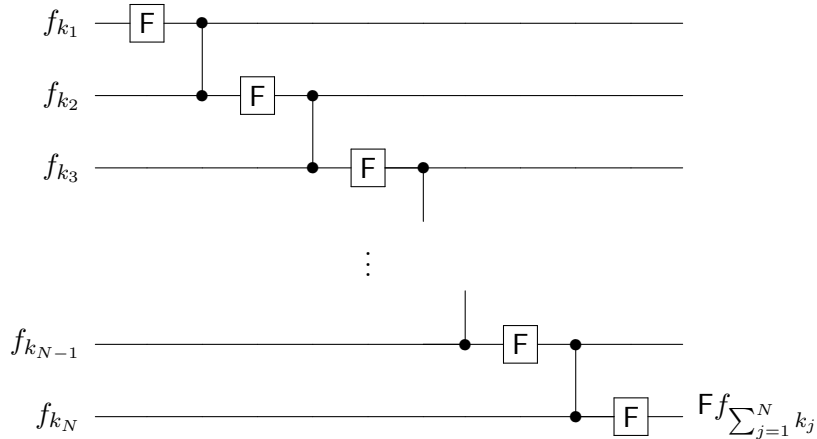 f_{k_1} F
f_{k_2} F
f_{k_3} F
⋮
f_{k_{N-1}} F
f_{k_N} F F f_{\sum_{j=1}^{N} k_j}